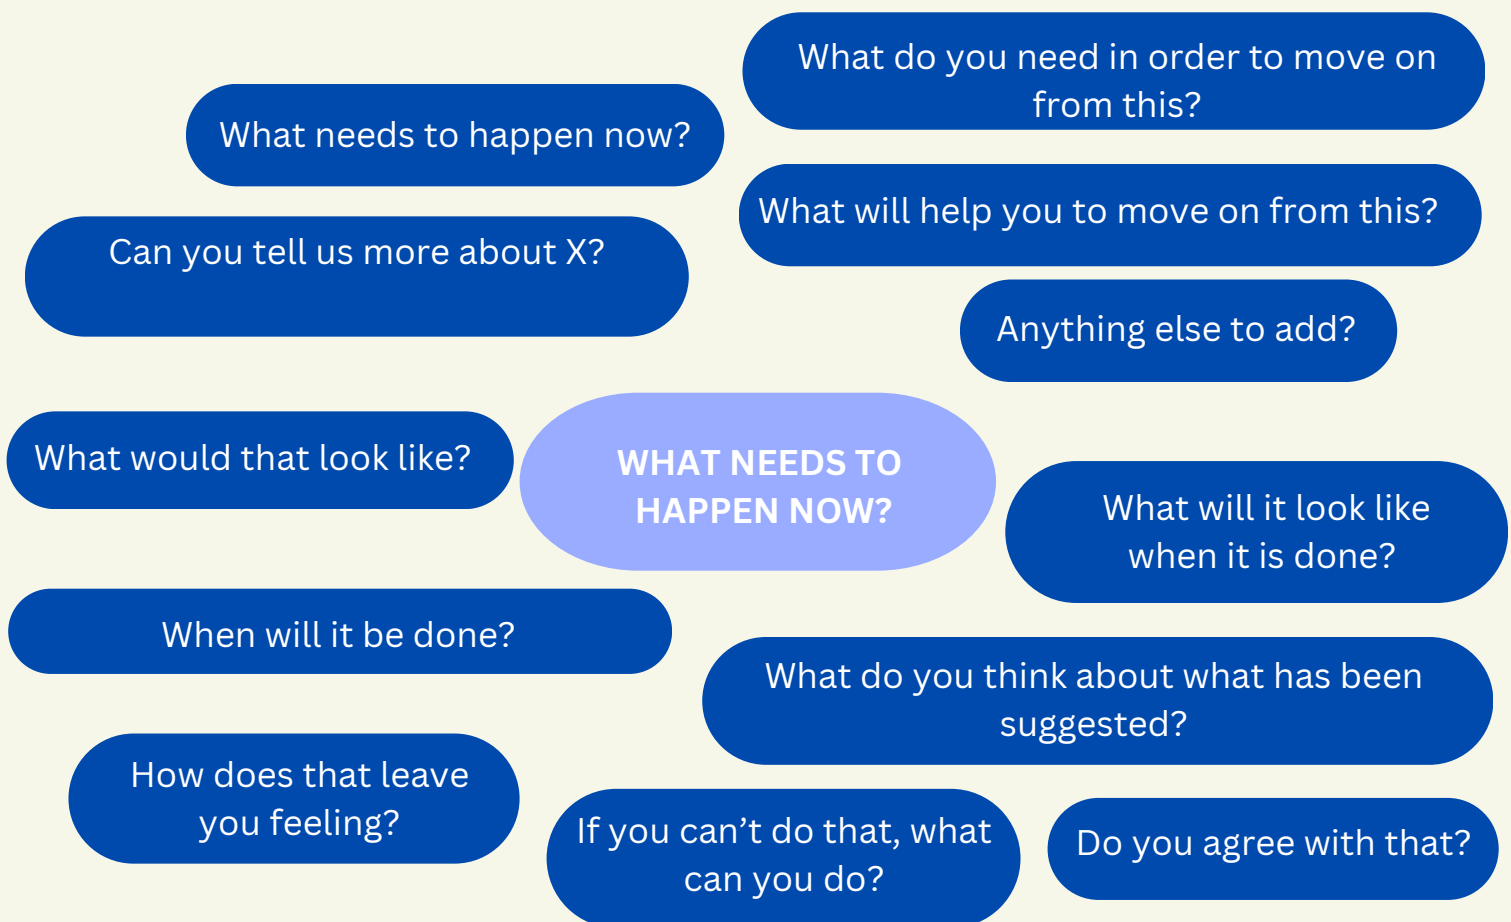 What do you need in order to move on
from this?
What needs to happen now?
What will help you to move on from this?
Can you tell us more about X?
Anything else to add?
What would that look like?
WHAT NEEDS TO
HAPPEN NOW?
What will it look like
when it is done?
When will it be done?
What do you think about what has been
suggested?
How does that leave
you feeling?
If you can’t do that, what
can you do?
Do you agree with that?